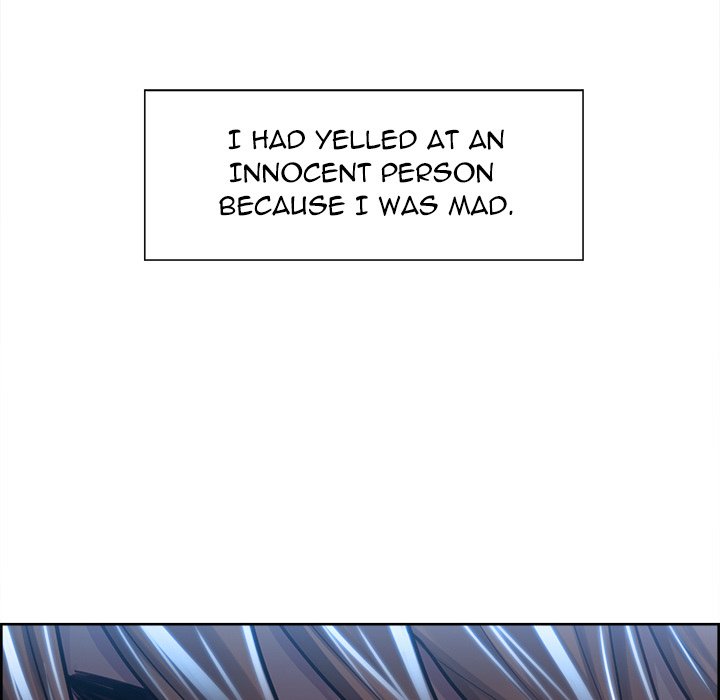 I HAD YELLED AT AN
INNOCENT PERSON
BECAUSE I WAS MAD.